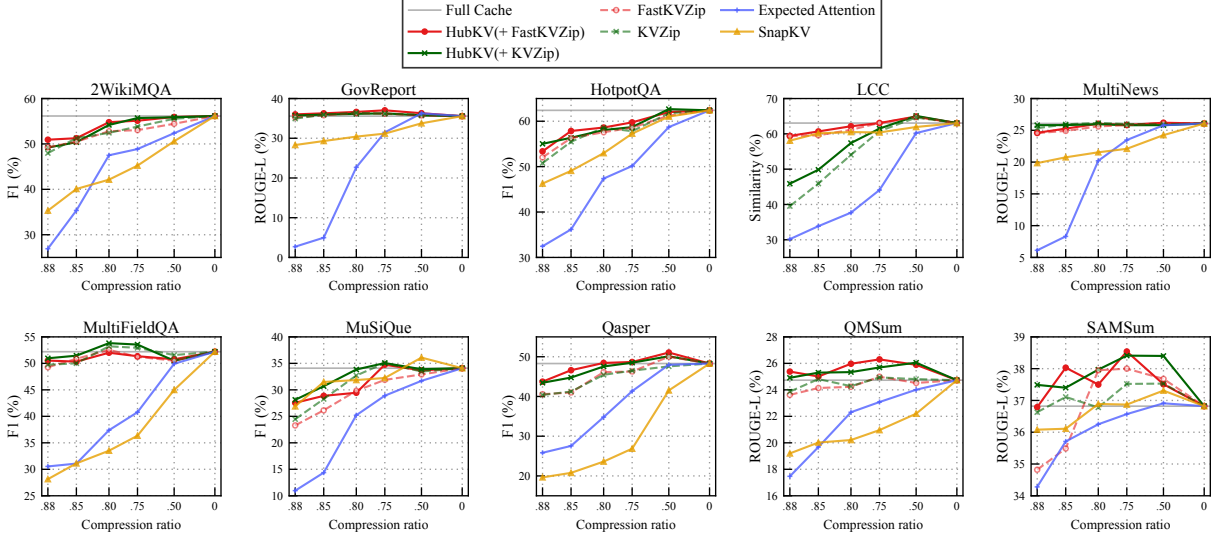 Full Cache
HubKV(+ FastKVZip)
HubKV(+ KVZip)
FastKVZip
KVZip
Expected Attention
SnapKV
2WikiMQA
F1 (%)
60
50
40
30
.88 .85 .80 .75 .50 0
Compression ratio
GovReport
ROUGE-L (%)
40
30
20
10
0
.88 .85 .80 .75 .50 0
Compression ratio
HotpotQA
F1 (%)
60
50
40
30
.88 .85 .80 .75 .50 0
Compression ratio
LCC
Similarity (%)
70
60
50
40
30
.88 .85 .80 .75 .50 0
Compression ratio
MultiNews
ROUGE-L (%)
30
25
20
15
10
5
.88 .85 .80 .75 .50 0
Compression ratio
MultiFieldQA
F1 (%)
55
50
45
40
35
30
25
.88 .85 .80 .75 .50 0
Compression ratio
MuSiQue
F1 (%)
40
35
30
25
20
15
10
.88 .85 .80 .75 .50 0
Compression ratio
Qasper
F1 (%)
50
40
30
20
.88 .85 .80 .75 .50 0
Compression ratio
QMSum
ROUGE-L (%)
28
26
24
22
20
18
16
.88 .85 .80 .75 .50 0
Compression ratio
SAMSum
ROUGE-L (%)
39
38
37
36
35
34
.88 .85 .80 .75 .50 0
Compression ratio